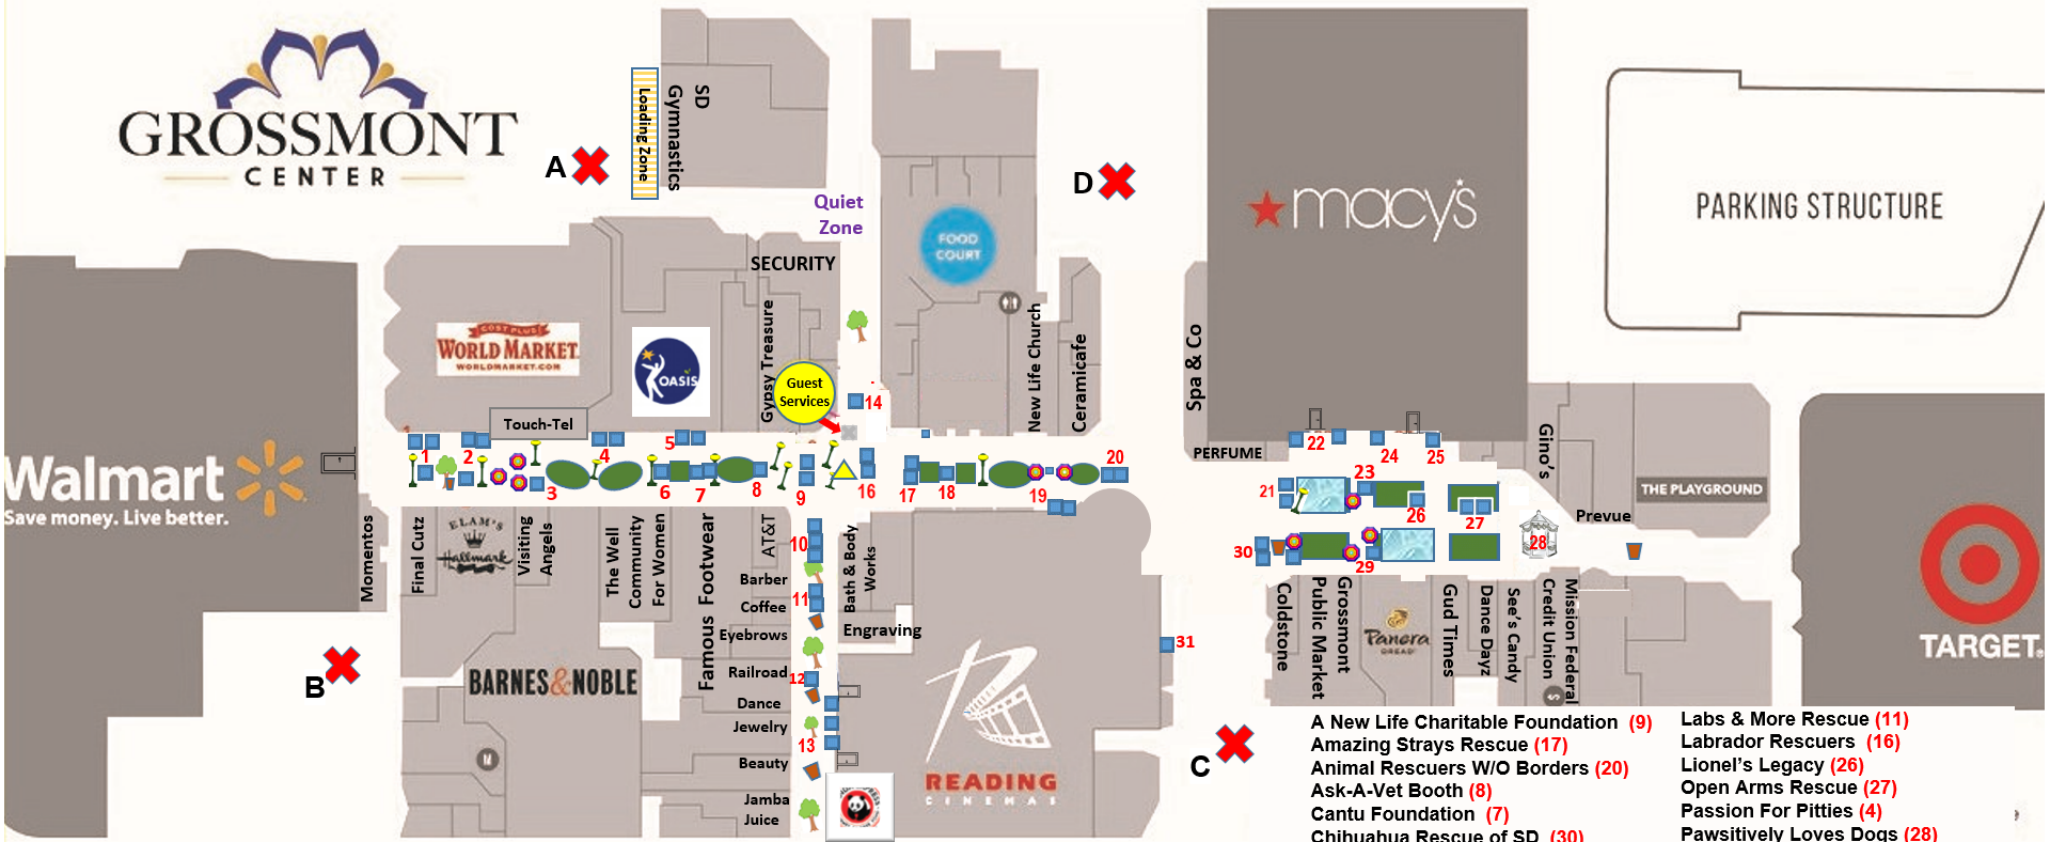 GROSSMONT
CENTER
A
Loading Zone
SD
Gymnastics
Quiet
Zone
SECURITY
FOOD
COURT
D
macy's
PARKING STRUCTURE
COST PLUS
WORLD MARKET.
WORLDMARKET.COM
OASIS
Gypsy Treasure
Guest
Services
14
New Life Church
Ceramicafe
Spa & Co
PERFUME
Touch-Tel
Walmart
Save money. Live better.
1
1
2
3
4
5
6
7
8
9
16
17
18
19
20
21
22
23
24
25
26
27
28
29
30
31
Gino's
THE PLAYGROUND
Prevue
TARGET
Momentos
Final Cutz
ELAM'S
Hallmark
Visiting
Angels
The Well
Community
For Women
Famous Footwear
AT&T
Barber
Coffee
Eyebrows
Railroad
Dance
Jewelry
Beauty
Jamba
Juice
10
11
12
13
Bath & Body
Works
Engraving
BARNES&NOBLE
M
B
READING
CINEMAS
C
Coldstone
Grossmont
Public Market
Panera
BREAD
Gud Times
Dance Dayz
See's Candy
Mission Federal
Credit Union
S
A New Life Charitable Foundation (9)
Amazing Strays Rescue (17)
Animal Rescuers W/O Borders (20)
Ask-A-Vet Booth (8)
Cantu Foundation (7)
Chihuahua Rescue of SD (30)
Labs & More Rescue (11)
Labrador Rescuers (16)
Lionel's Legacy (26)
Open Arms Rescue (27)
Passion For Pitties (4)
Pawsitively Loves Dogs (28)